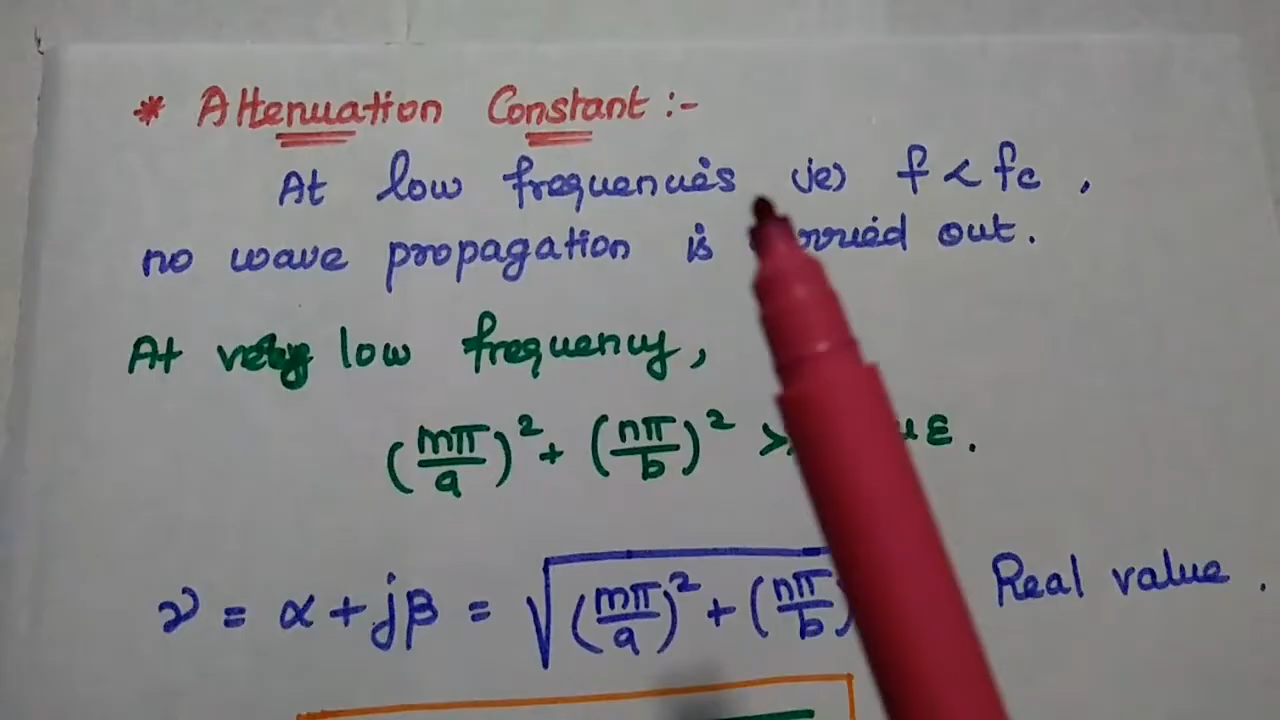 * Attenuation Constant :-
At low frequencies (ie) f < fc ,
no wave propagation is out.
At very low frequency,
(mπ/a)² + (nπ/b)² > με.
γ = α + jβ = √(mπ/a)² + (nπ/b) Real value .